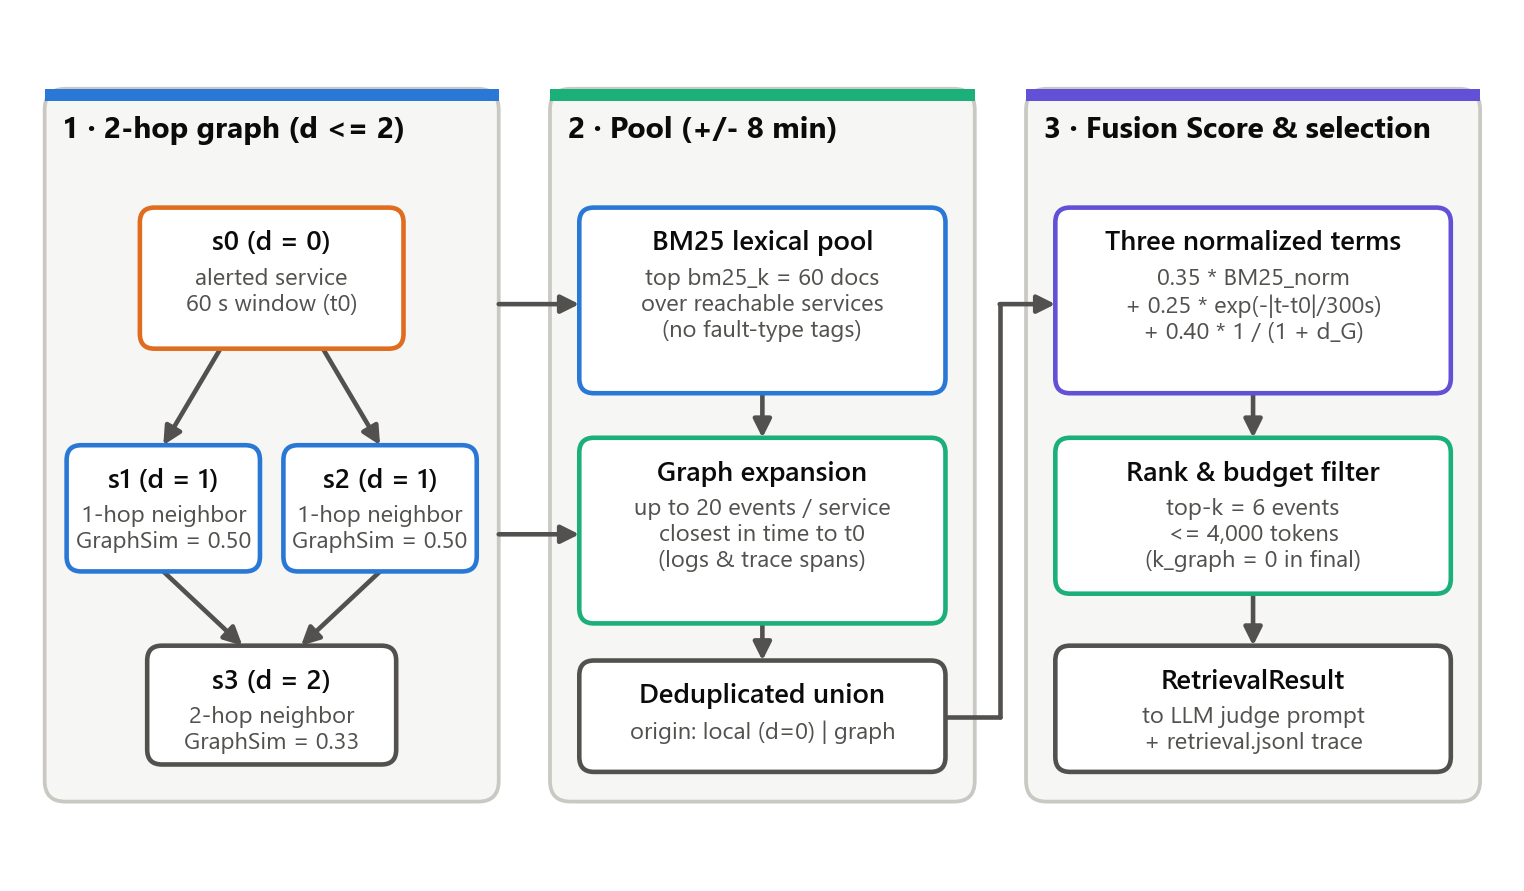 1 · 2-hop graph (d <= 2)
s0 (d = 0)
alerted service
60 s window (t0)
s1 (d = 1)
1-hop neighbor
GraphSim = 0.50
s2 (d = 1)
1-hop neighbor
GraphSim = 0.50
s3 (d = 2)
2-hop neighbor
GraphSim = 0.33
2 · Pool (+/- 8 min)
BM25 lexical pool
top bm25_k = 60 docs
over reachable services
(no fault-type tags)
Graph expansion
up to 20 events / service
closest in time to t0
(logs & trace spans)
Deduplicated union
origin: local (d=0) | graph
3 · Fusion Score & selection
Three normalized terms
0.35 * BM25_norm
+ 0.25 * exp(-|t-t0|/300s)
+ 0.40 * 1 / (1 + d_G)
Rank & budget filter
top-k = 6 events
<= 4,000 tokens
(k_graph = 0 in final)
RetrievalResult
to LLM judge prompt
+ retrieval.jsonl trace